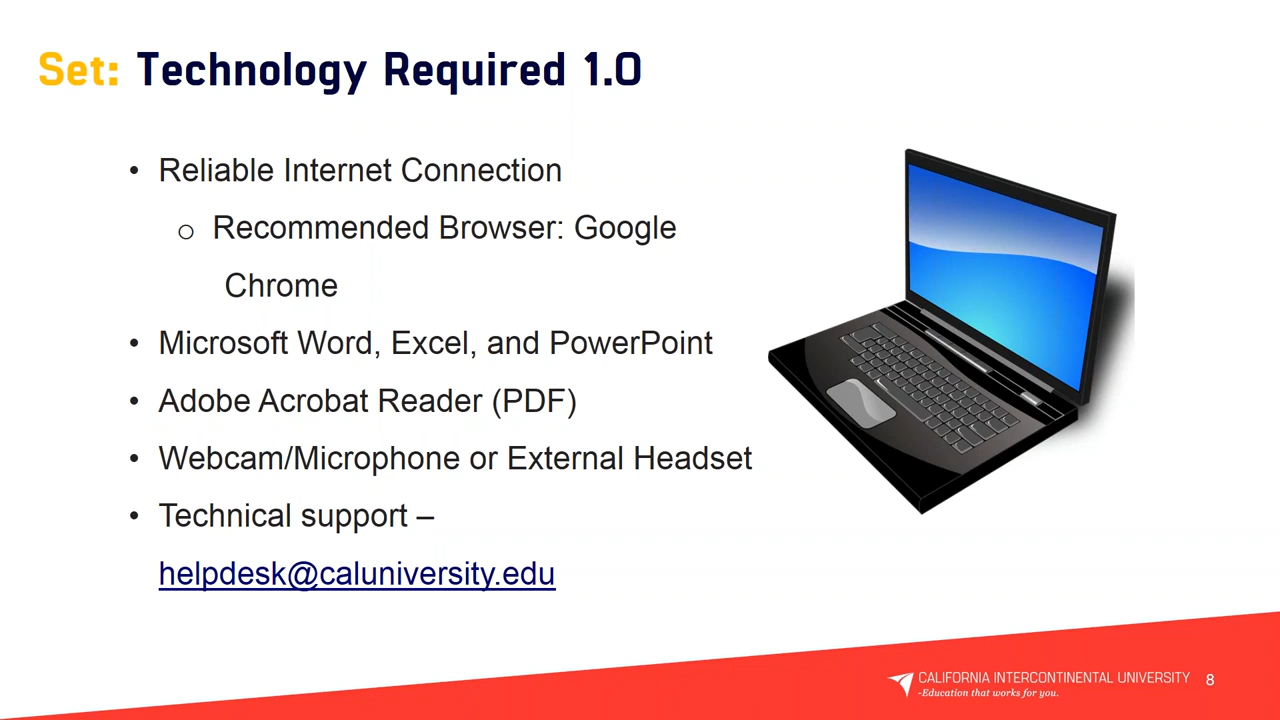 Set: Technology Required 1.0
• Reliable Internet Connection
o Recommended Browser: Google
Chrome
• Microsoft Word, Excel, and PowerPoint
• Adobe Acrobat Reader (PDF)
• Webcam/Microphone or External Headset
• Technical support –
helpdesk@caluniversity.edu
CALIFORNIA INTERCONTINENTAL UNIVERSITY
-Education that works for you.
8